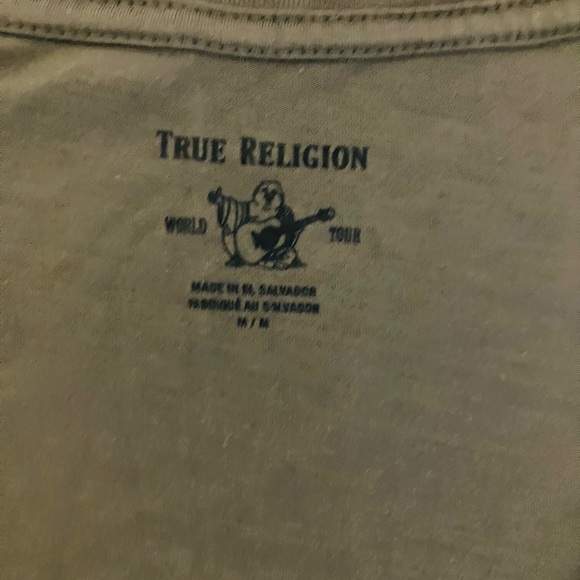 TRUE RELIGION
WORLD TOUR
MADE IN EL SALVADOR
FABRIQUÉ AU SALVADOR
M / M